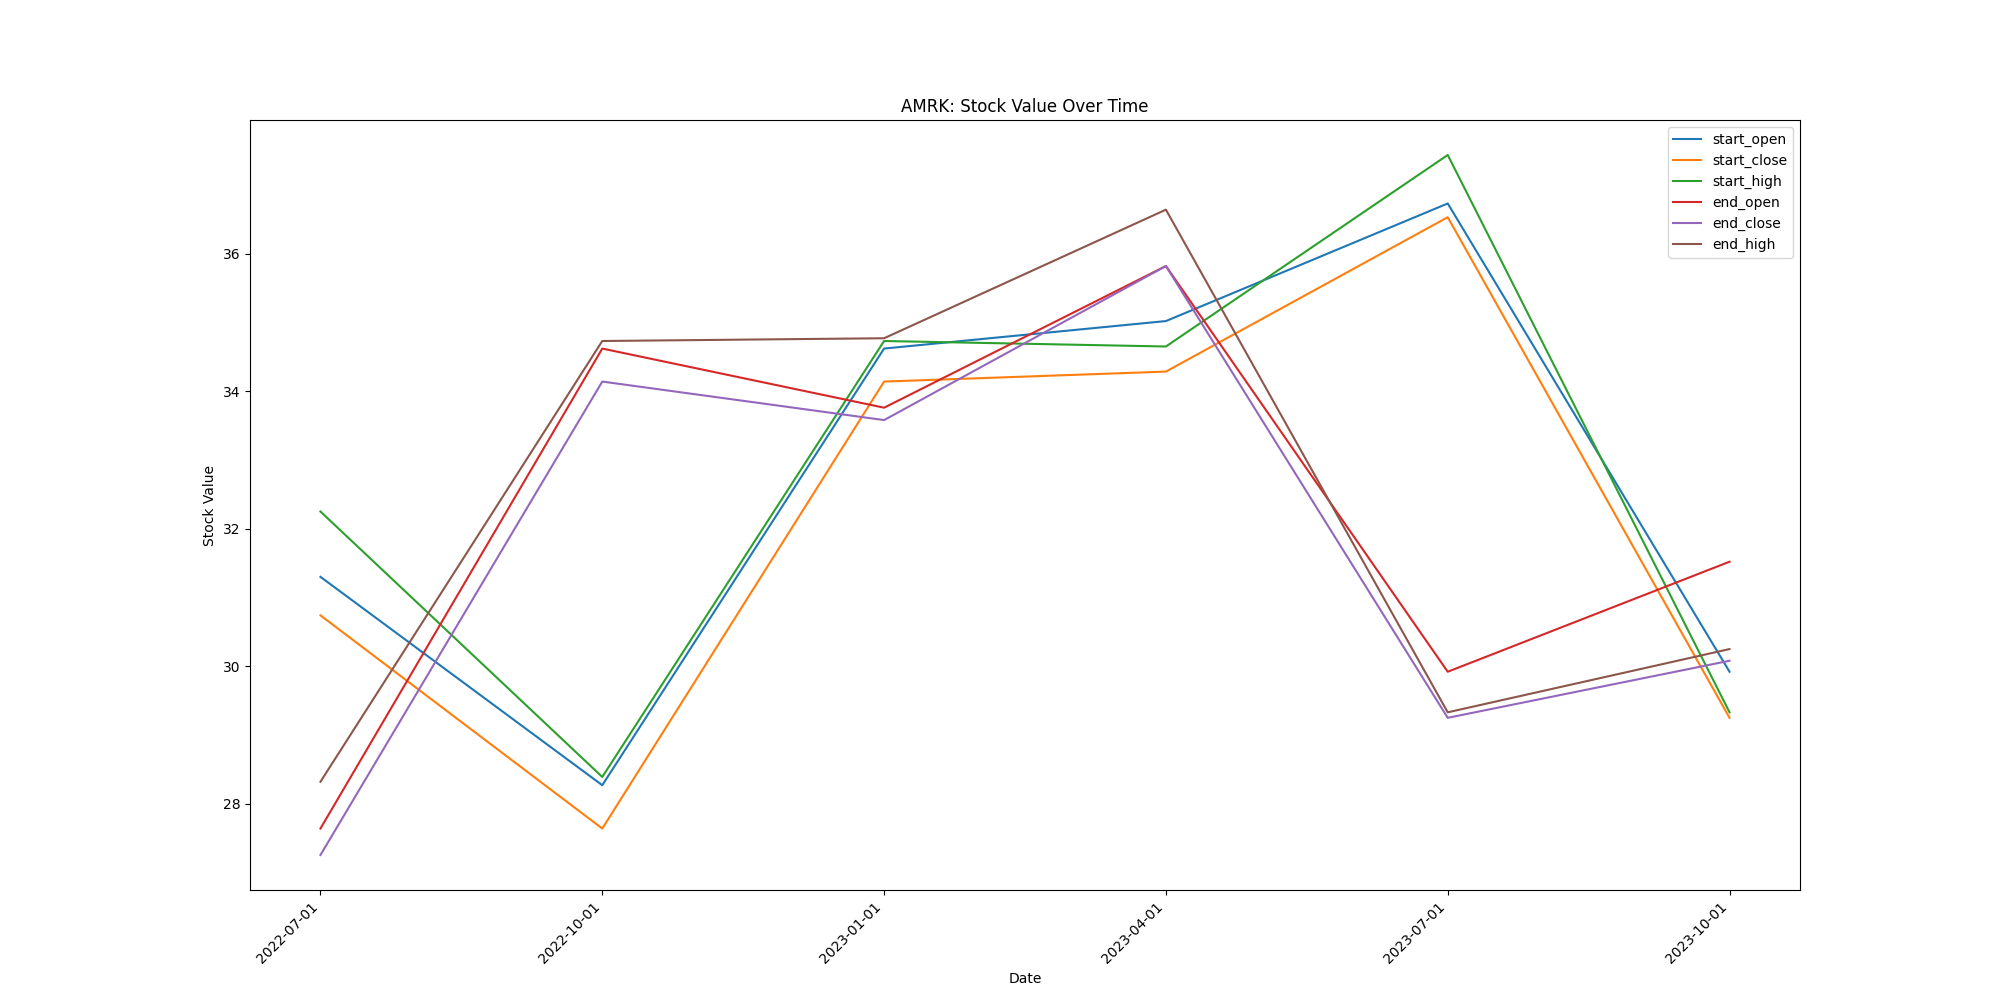 AMRK: Stock Value Over Time
start_open
start_close
start_high
end_open
end_close
end_high
Stock Value
36
34
32
30
28
2022-07-01
2022-10-01
2023-01-01
2023-04-01
2023-07-01
2023-10-01
Date